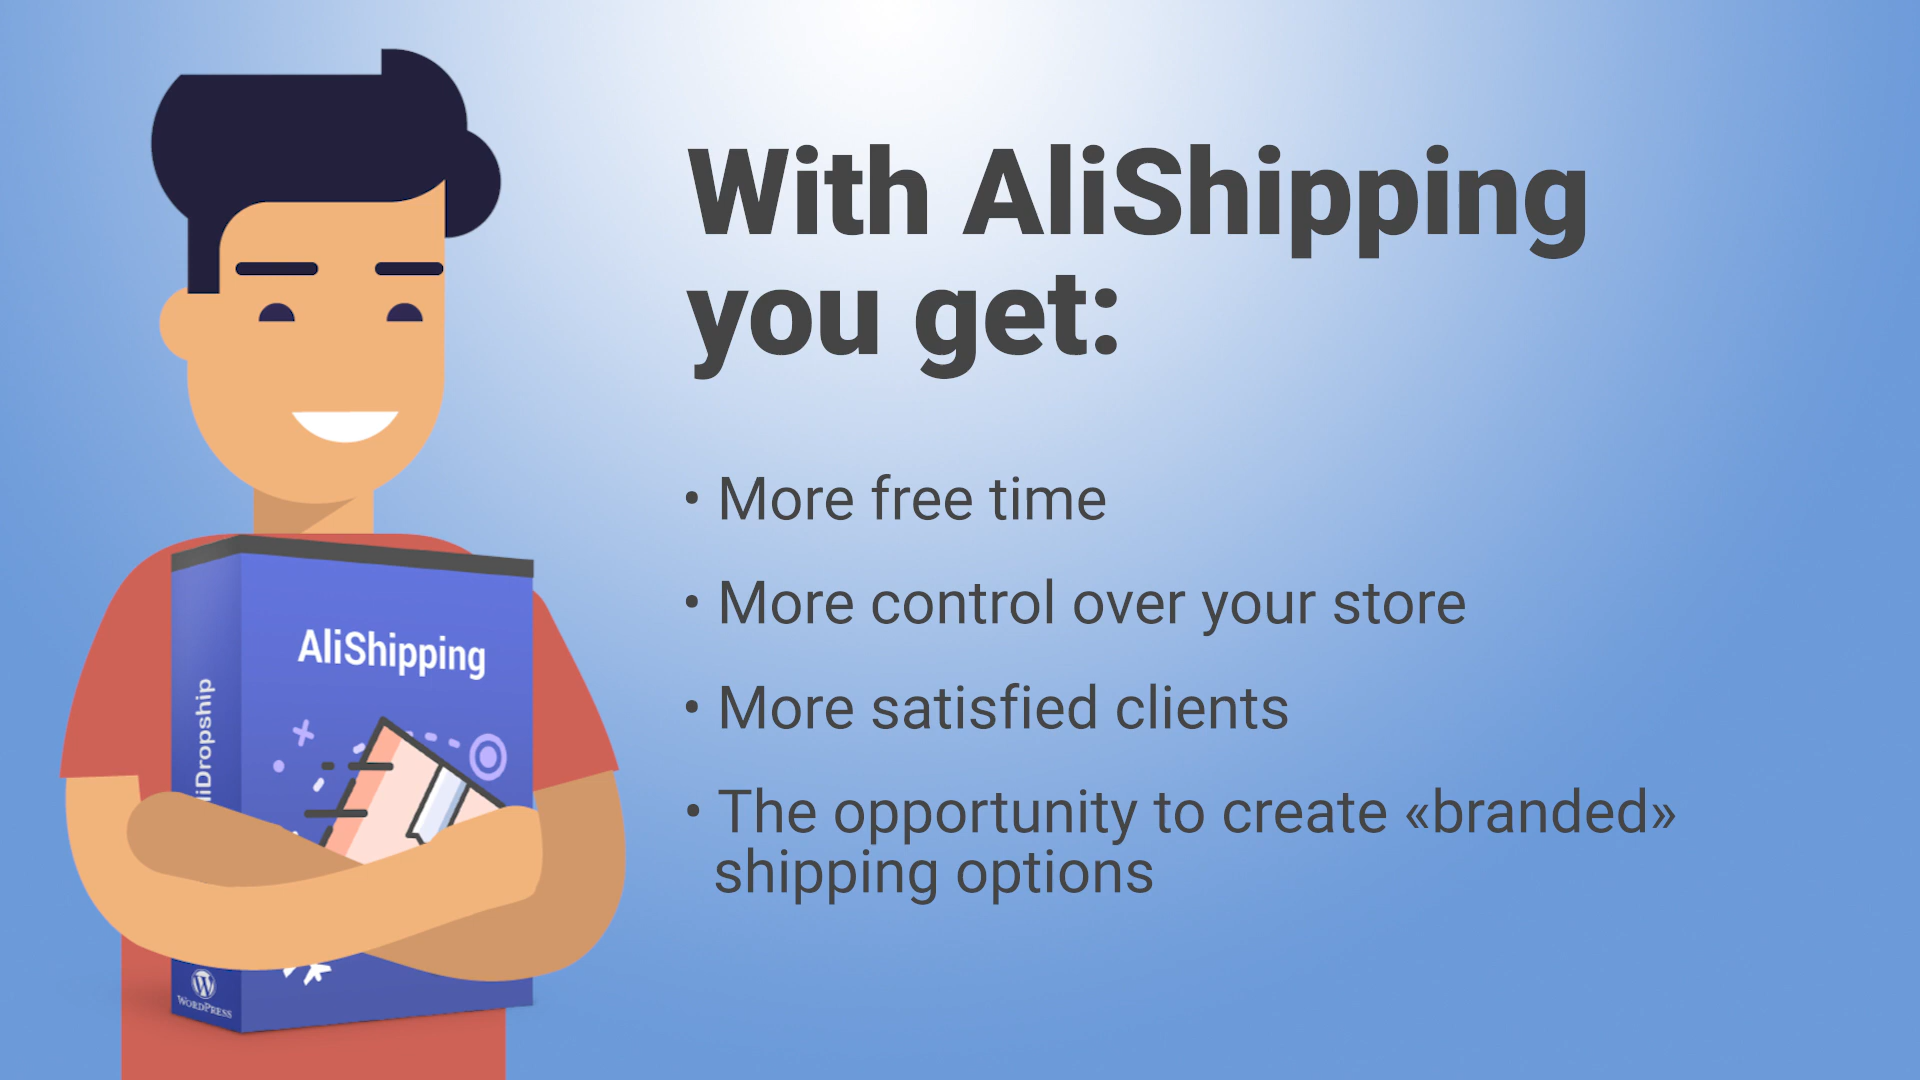 With AliShipping
you get:
• More free time
• More control over your store
• More satisfied clients
• The opportunity to create «branded»
shipping options
AliShipping
WORDPRESS